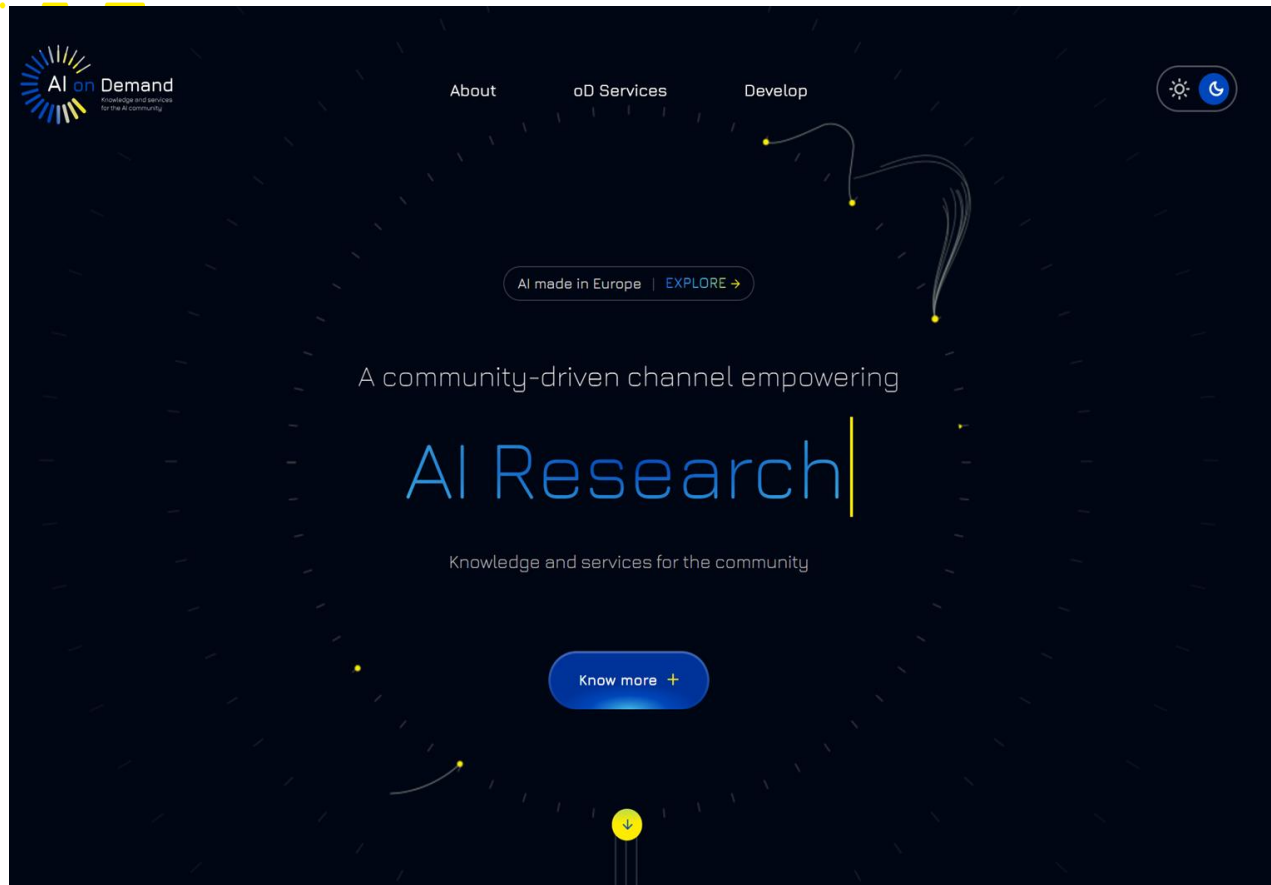 AI on Demand
Knowledge and services
for the AI community
About
oD Services
Develop
AI made in Europe | EXPLORE →
A community-driven channel empowering
AI Research
Knowledge and services for the community
Know more +